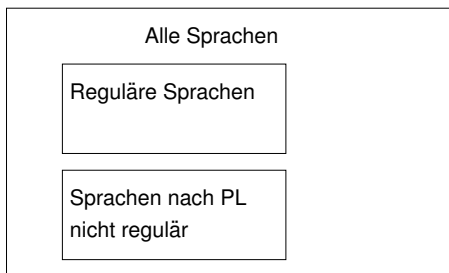 Alle Sprachen
Reguläre Sprachen
Sprachen nach PL
nicht regulär